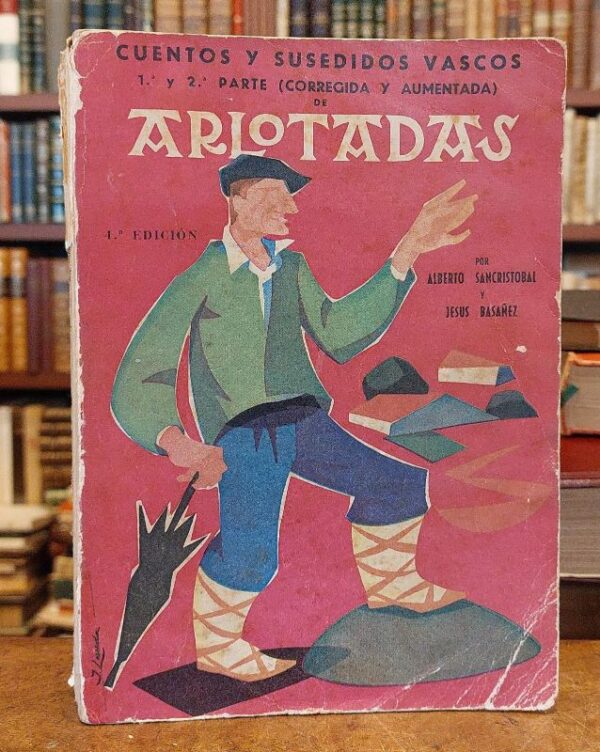 CUENTOS Y SUSEDIDOS VASCOS
1.ª y 2.ª PARTE (CORREGIDA Y AUMENTADA)
DE
ARLOTADAS
4.ª EDICIÓN
POR
ALBERTO SANCRISTOBAL
Y
JESUS BASAÑEZ